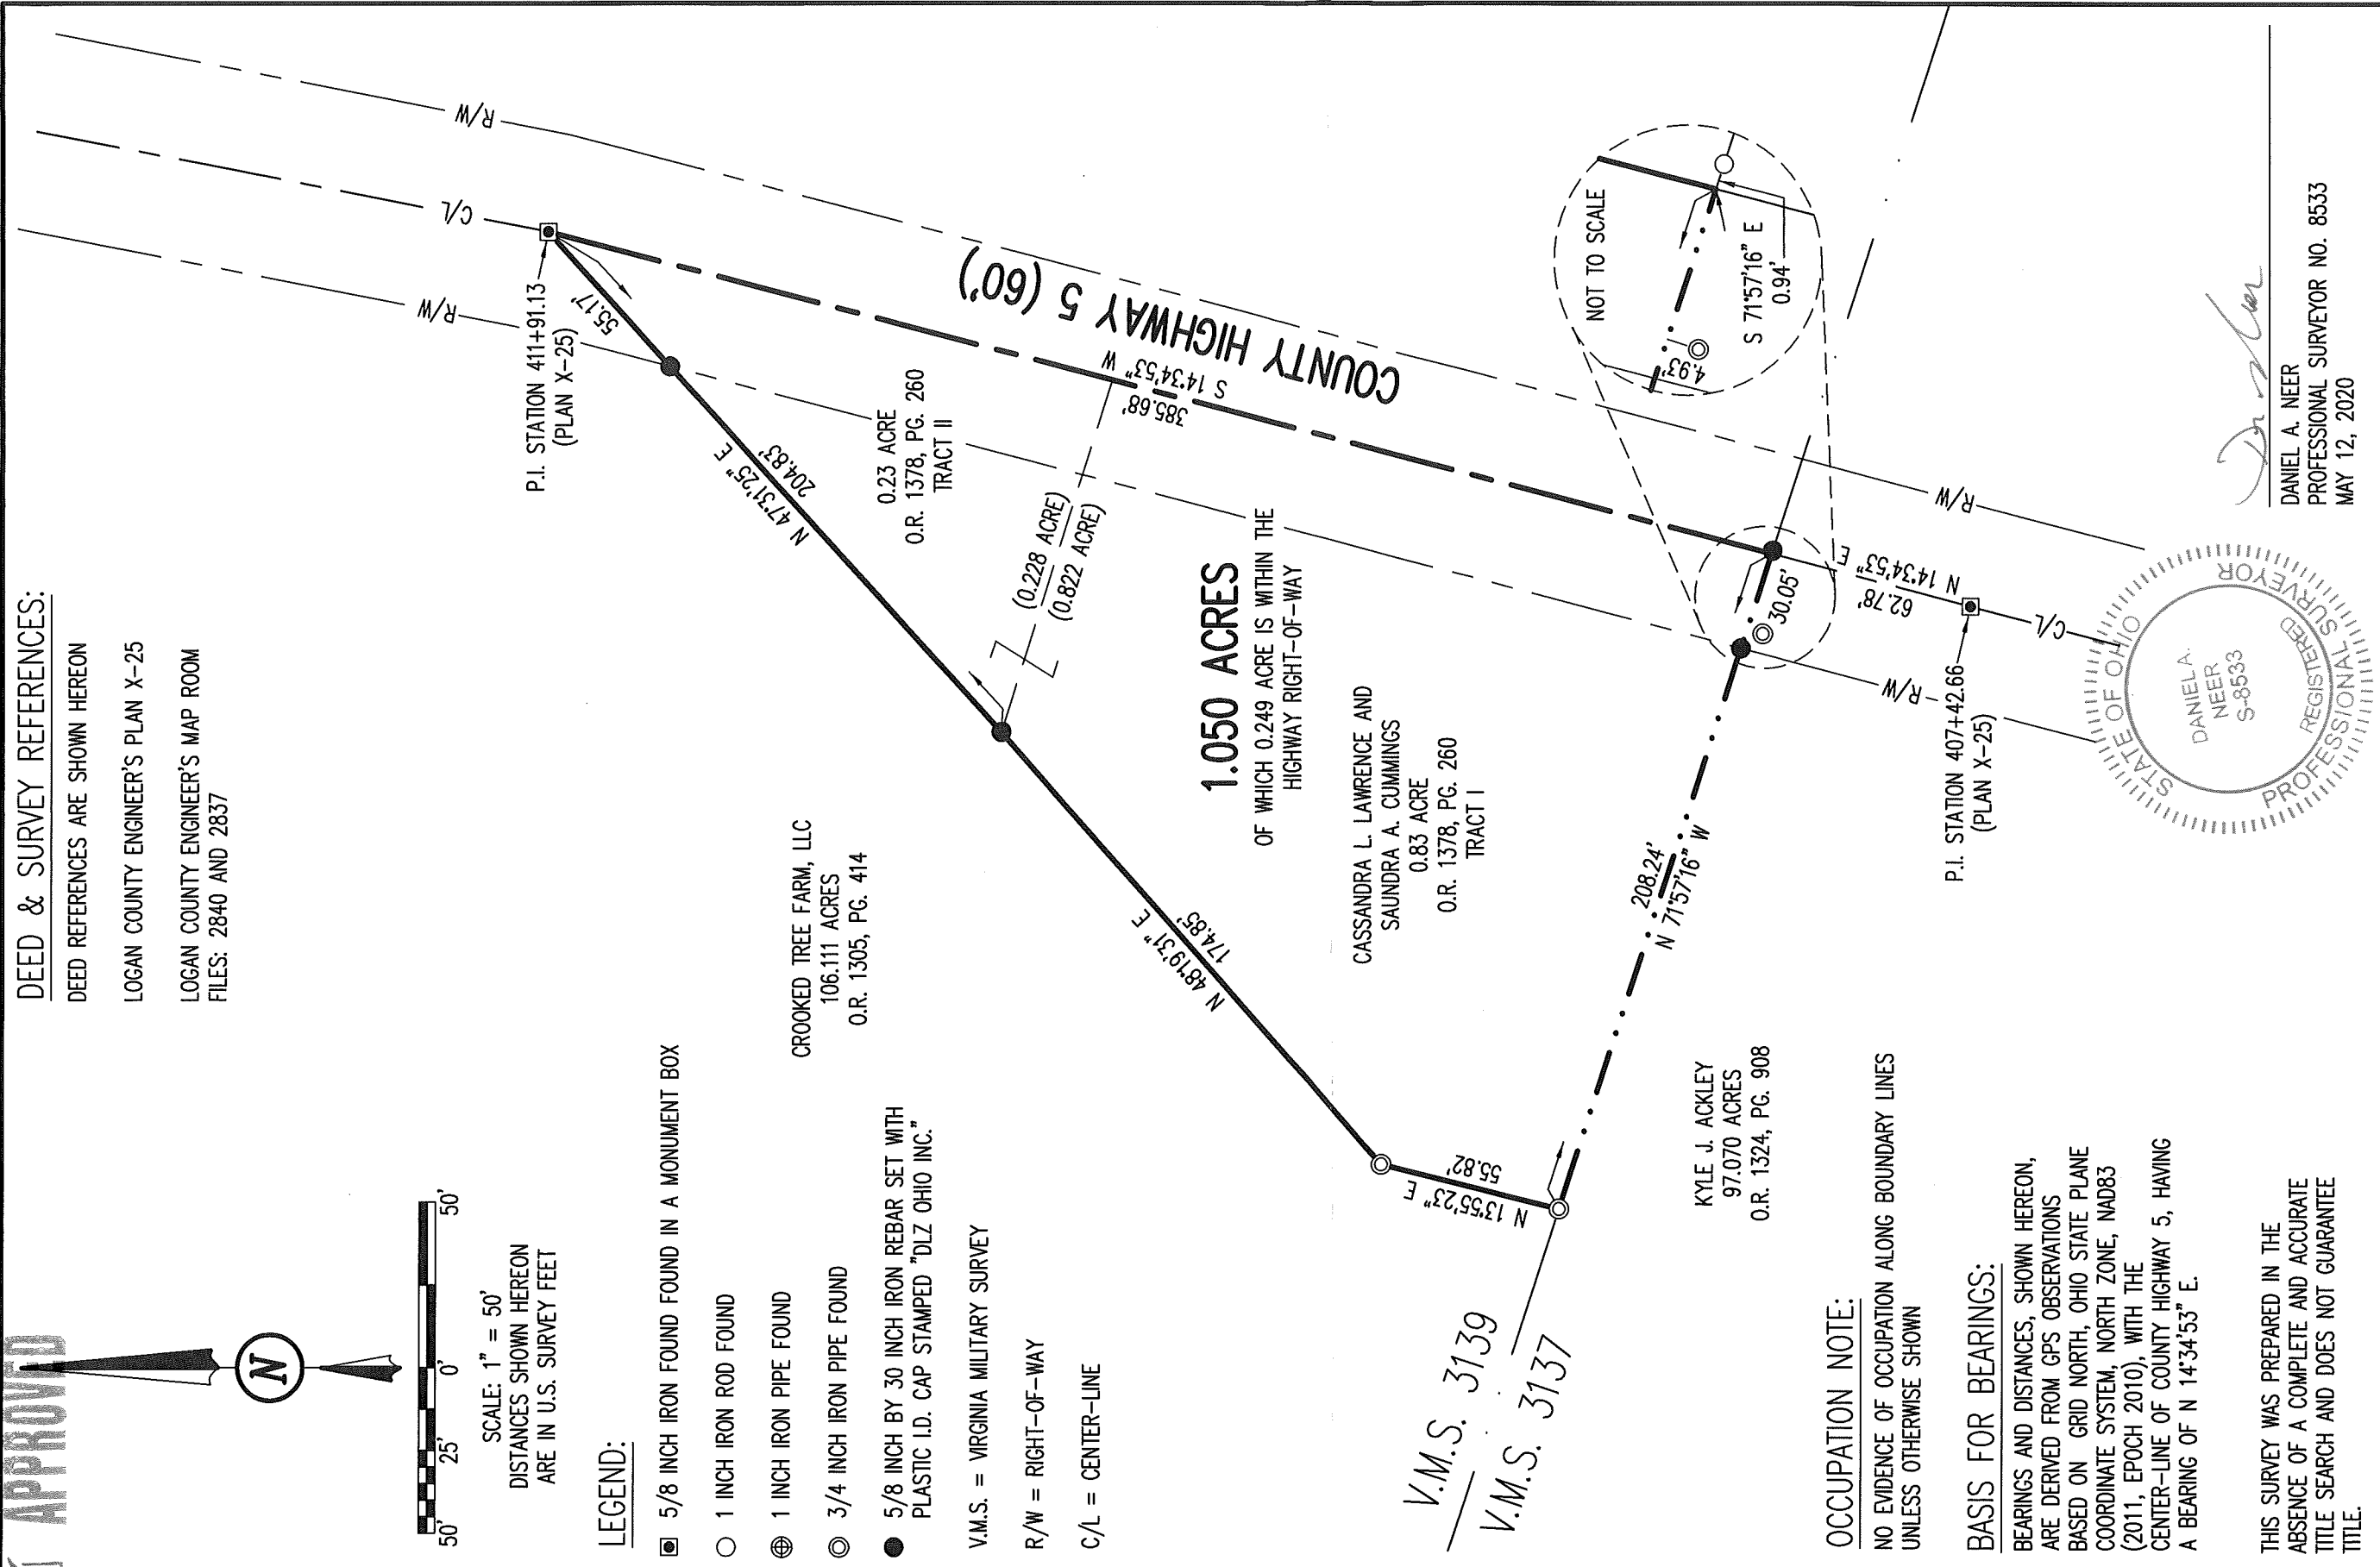 APPROVED
50' 25' 0' 50'
SCALE: 1" = 50'
DISTANCES SHOWN HEREON
ARE IN U.S. SURVEY FEET
N
LEGEND:
5/8 INCH IRON FOUND FOUND IN A MONUMENT BOX
1 INCH IRON ROD FOUND
1 INCH IRON PIPE FOUND
3/4 INCH IRON PIPE FOUND
5/8 INCH BY 30 INCH IRON REBAR SET WITH
PLASTIC I.D. CAP STAMPED "DLZ OHIO INC."
V.M.S. = VIRGINIA MILITARY SURVEY
R/W = RIGHT-OF-WAY
C/L = CENTER-LINE
DEED & SURVEY REFERENCES:
DEED REFERENCES ARE SHOWN HEREON
LOGAN COUNTY ENGINEER'S PLAN X-25
LOGAN COUNTY ENGINEER'S MAP ROOM
FILES: 2840 AND 2837
R/W
C/L
R/W
P.I. STATION 411+91.13
(PLAN X-25)
55.17'
N 47°31'25" E
204.83'
0.23 ACRE
O.R. 1378, PG. 260
TRACT II
(0.228 ACRE)
(0.822 ACRE)
COUNTY HIGHWAY 5 (60')
S 14°34'53" W
385.68'
CROOKED TREE FARM, LLC
106.111 ACRES
O.R. 1305, PG. 414
N 48°19'31" E
174.85'
1.050 ACRES
OF WHICH 0.249 ACRE IS WITHIN THE
HIGHWAY RIGHT-OF-WAY
CASSANDRA L. LAWRENCE AND
SAUNDRA A. CUMMINGS
0.83 ACRE
O.R. 1378, PG. 260
TRACT I
N 13°55'23" E
55.82'
208.24'
N 71°57'16" W
30.05'
NOT TO SCALE
4.93'
S 71°57'16" E
0.94'
N 14°34'53" E
62.78'
C/L
R/W
R/W
P.I. STATION 407+42.66
(PLAN X-25)
KYLE J. ACKLEY
97.070 ACRES
O.R. 1324, PG. 908
V.M.S. 3139
V.M.S. 3137
OCCUPATION NOTE:
NO EVIDENCE OF OCCUPATION ALONG BOUNDARY LINES
UNLESS OTHERWISE SHOWN
BASIS FOR BEARINGS:
BEARINGS AND DISTANCES, SHOWN HEREON,
ARE DERIVED FROM GPS OBSERVATIONS
BASED ON GRID NORTH, OHIO STATE PLANE
COORDINATE SYSTEM, NORTH ZONE, NAD83
(2011, EPOCH 2010), WITH THE
CENTER-LINE OF COUNTY HIGHWAY 5, HAVING
A BEARING OF N 14°34'53" E.
THIS SURVEY WAS PREPARED IN THE
ABSENCE OF A COMPLETE AND ACCURATE
TITLE SEARCH AND DOES NOT GUARANTEE
TITLE.
STATE OF OHIO
DANIEL A.
NEER
S-8533
REGISTERED
PROFESSIONAL SURVEYOR
DANIEL A. NEER
PROFESSIONAL SURVEYOR NO. 8533
MAY 12, 2020